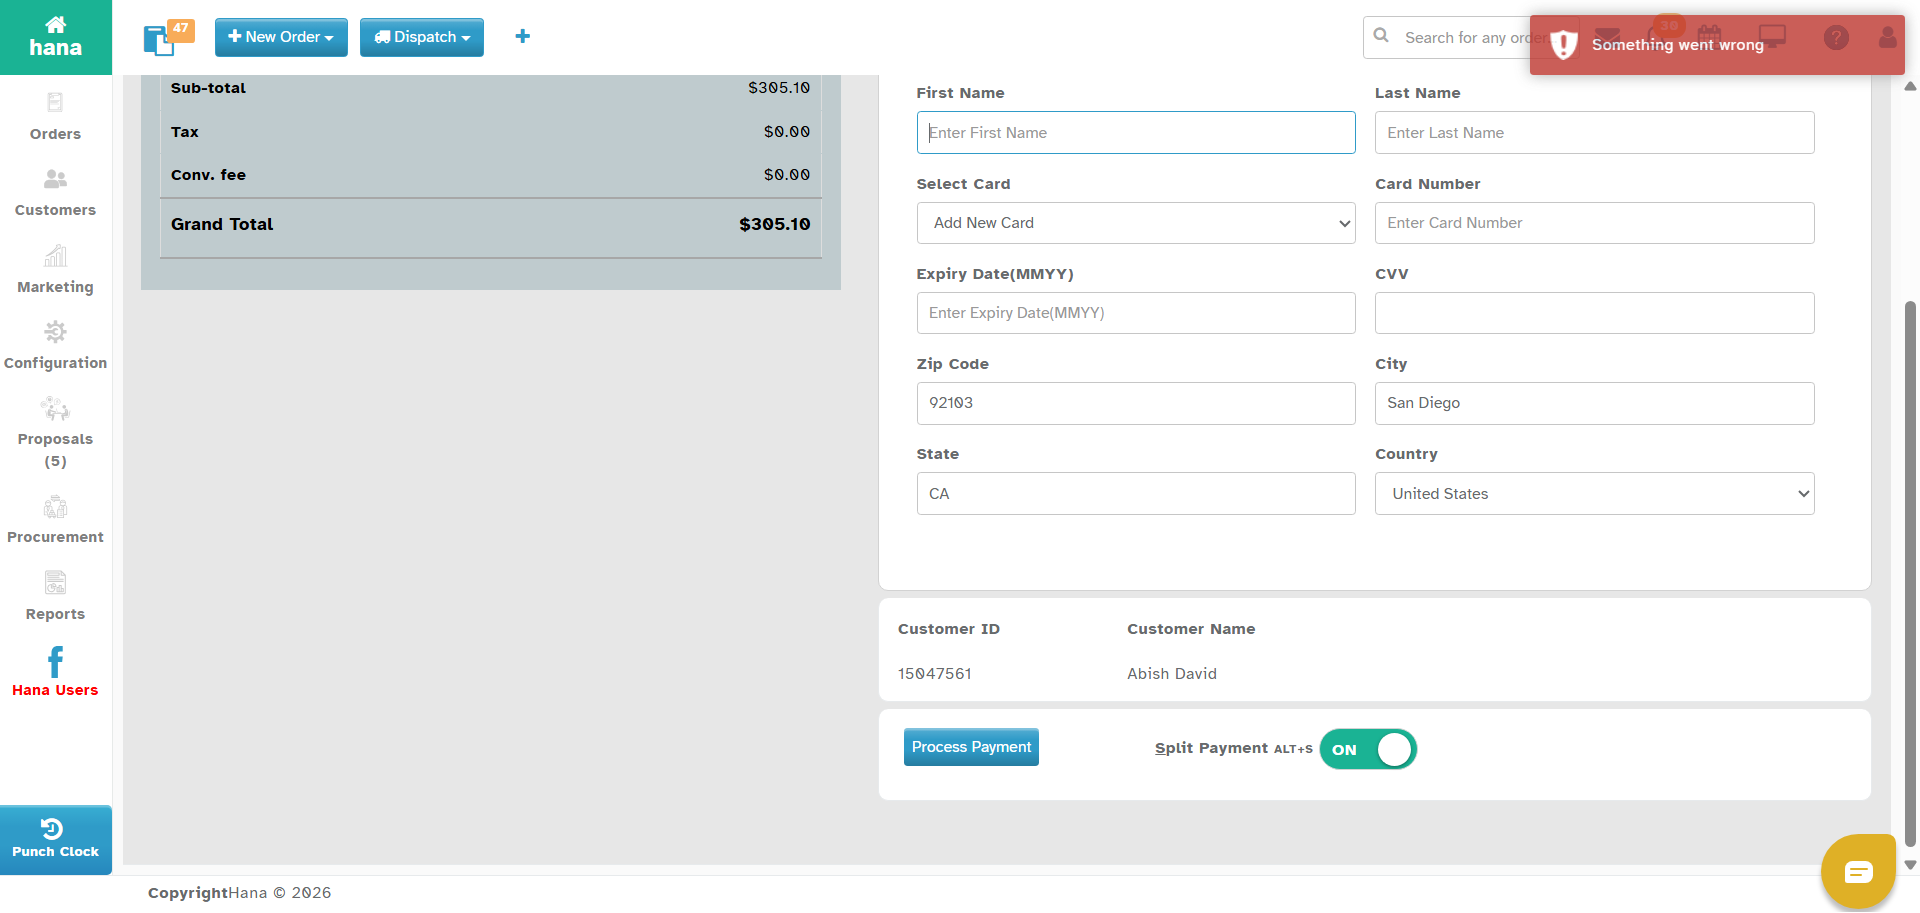 hana
47
New Order
Dispatch
Search for any order
30
Something went wrong
Orders
Customers
Marketing
Configuration
Proposals
(5)
Procurement
Reports
Hana Users
Punch Clock
Sub-total $305.10
Tax $0.00
Conv. fee $0.00
Grand Total $305.10
First Name Last Name
Enter First Name Enter Last Name
Select Card Card Number
Add New Card Enter Card Number
Expiry Date(MMYY) CVV
Enter Expiry Date(MMYY)
Zip Code City
92103 San Diego
State Country
CA United States
Customer ID Customer Name
15047561 Abish David
Process Payment Split Payment ALT+S ON
CopyrightHana © 2026